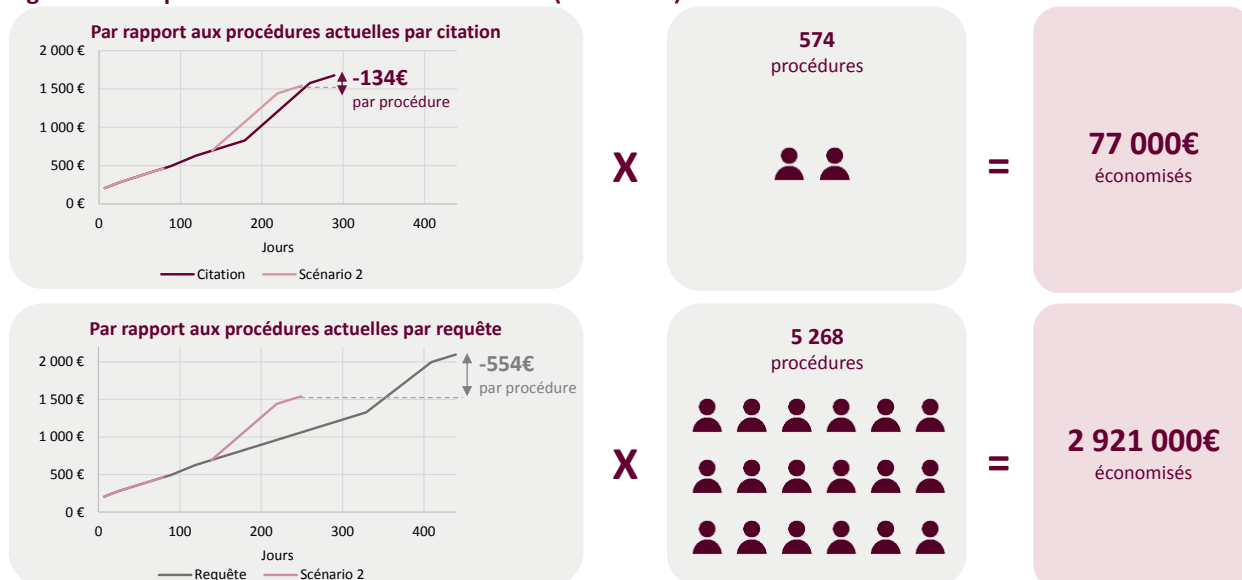 Par rapport aux procédures actuelles par citation
2 000 €
1 500 €
1 000 €
500 €
0 €
0
100
200
300
400
Jours
Citation
Scénario 2
-134€
par procédure
X
574
procédures
=
77 000€
économisés
Par rapport aux procédures actuelles par requête
2 000 €
1 500 €
1 000 €
500 €
0 €
0
100
200
300
400
Jours
Requête
Scénario 2
-554€
par procédure
X
5 268
procédures
=
2 921 000€
économisés